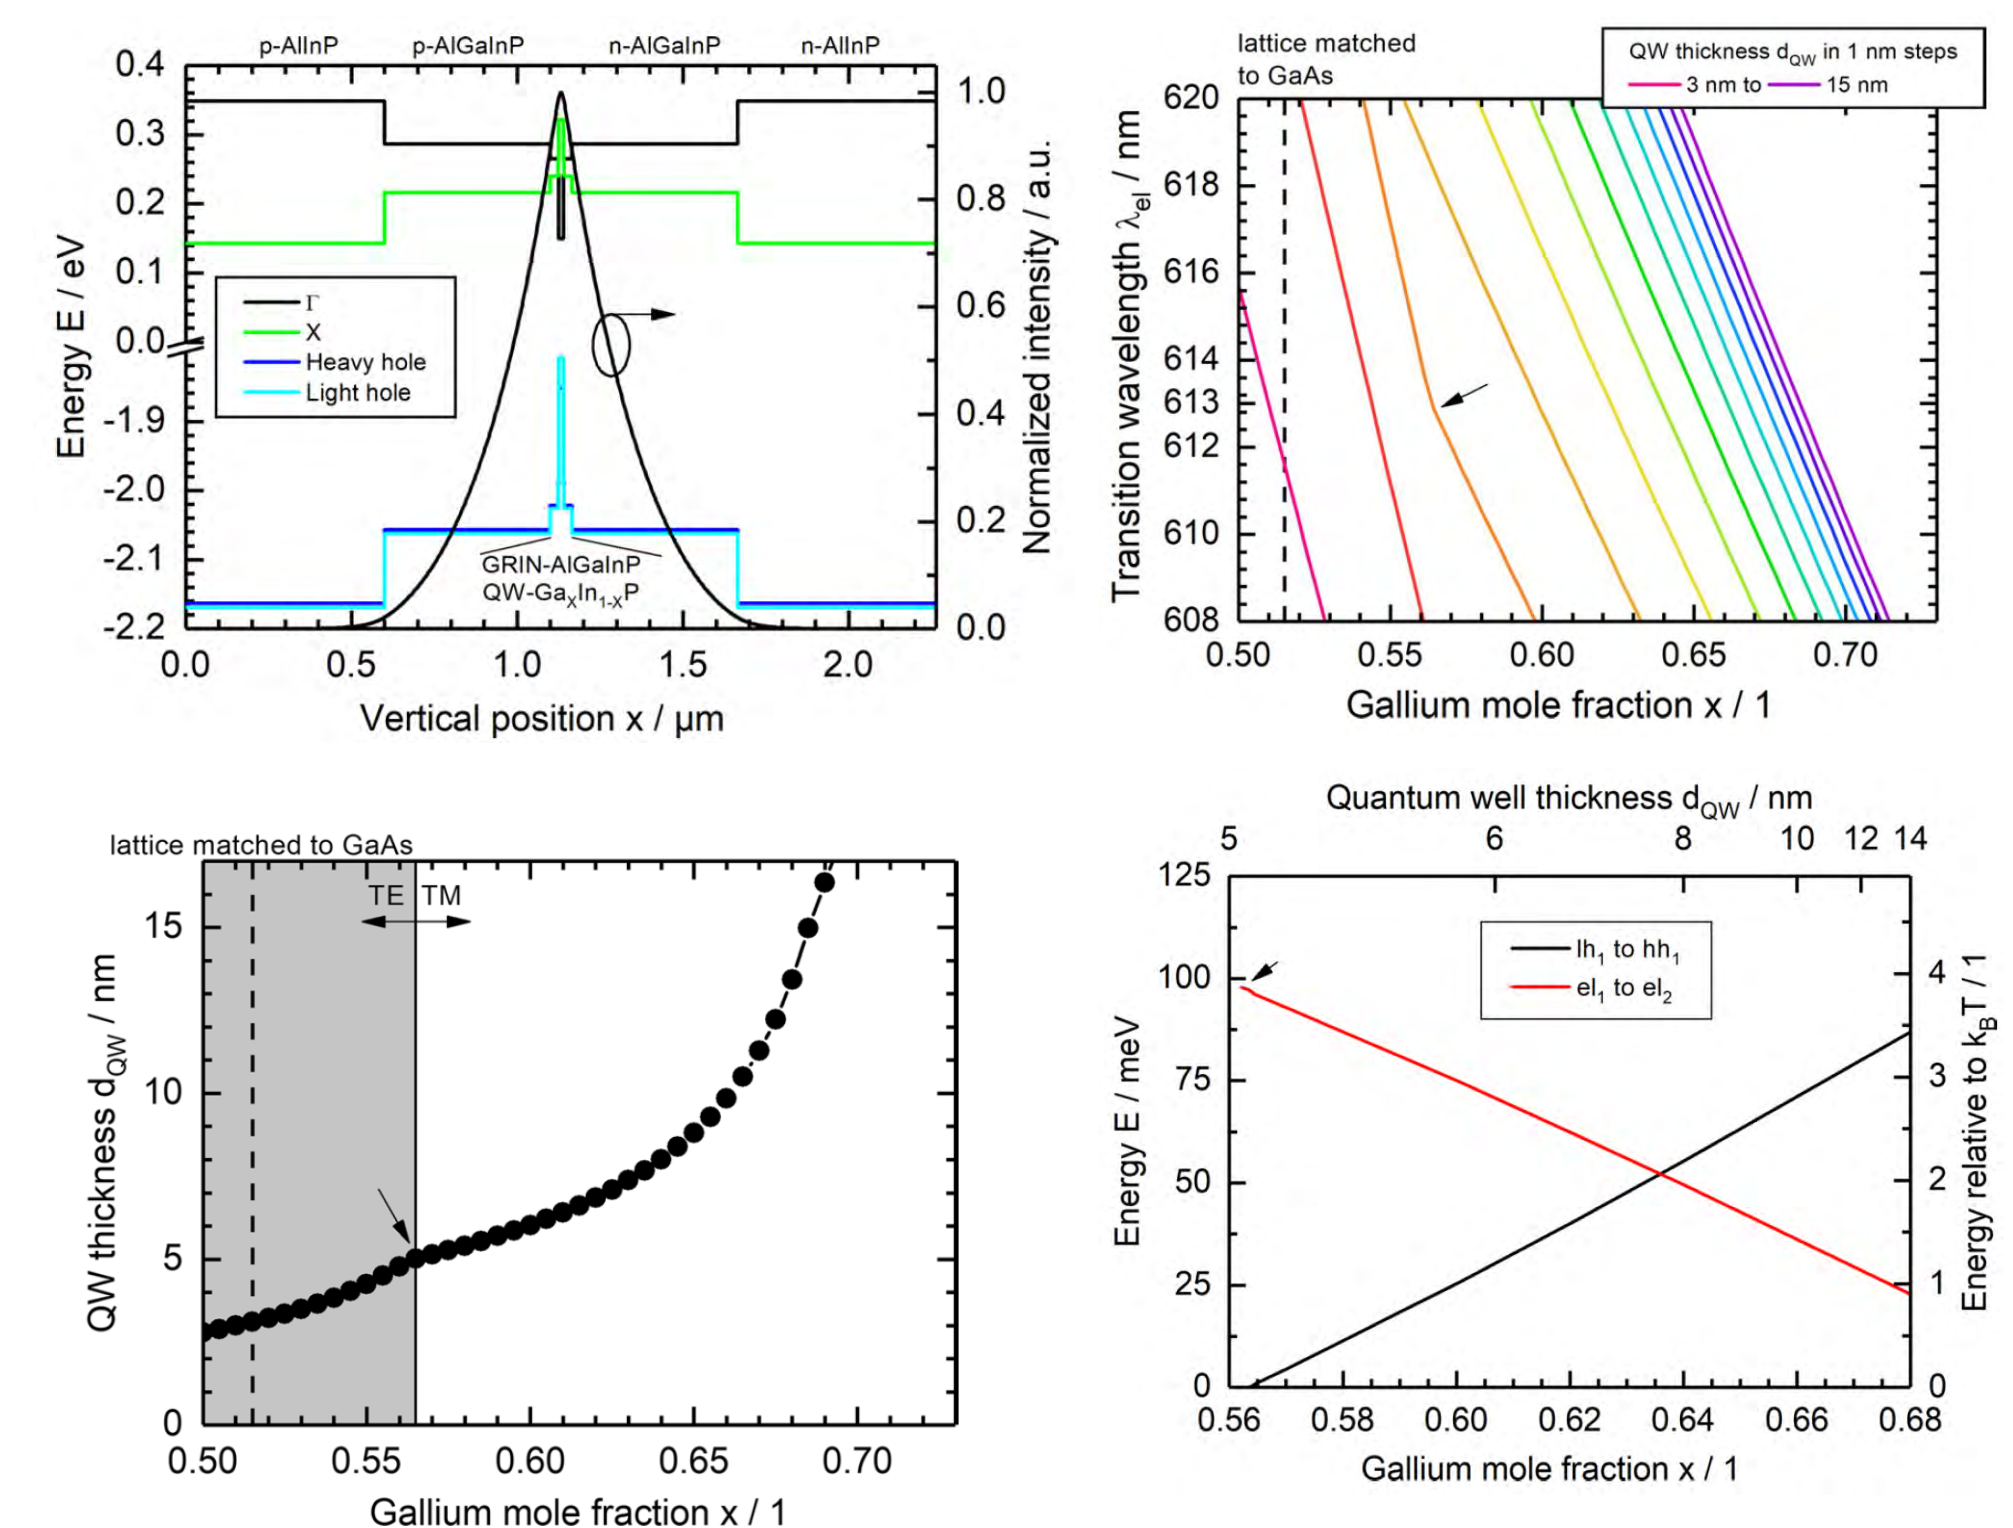 p-AlInP p-AlGaInP n-AlGaInP n-AlInP
0.4
0.3
0.2
0.1
0.0
-1.9
-2.0
-2.1
-2.2
Energy E / eV
1.0
0.8
0.6
0.4
0.2
0.0
Normalized intensity / a.u.
Γ
X
Heavy hole
Light hole
GRIN-AlGaInP
QW-GaXIn1-XP
0.0 0.5 1.0 1.5 2.0
Vertical position x / µm
lattice matched
to GaAs
QW thickness dQW in 1 nm steps
3 nm to 15 nm
620
618
616
614
613
612
610
608
Transition wavelength λel / nm
0.50 0.55 0.60 0.65 0.70
Gallium mole fraction x / 1
lattice matched to GaAs
TE TM
15
10
5
0
QW thickness dQW / nm
0.50 0.55 0.60 0.65 0.70
Gallium mole fraction x / 1
Quantum well thickness dQW / nm
5 6 8 10 12 14
125
100
75
50
25
0
Energy E / meV
lh1 to hh1
el1 to el2
4
3
2
1
0
Energy relative to kBT / 1
0.56 0.58 0.60 0.62 0.64 0.66 0.68
Gallium mole fraction x / 1